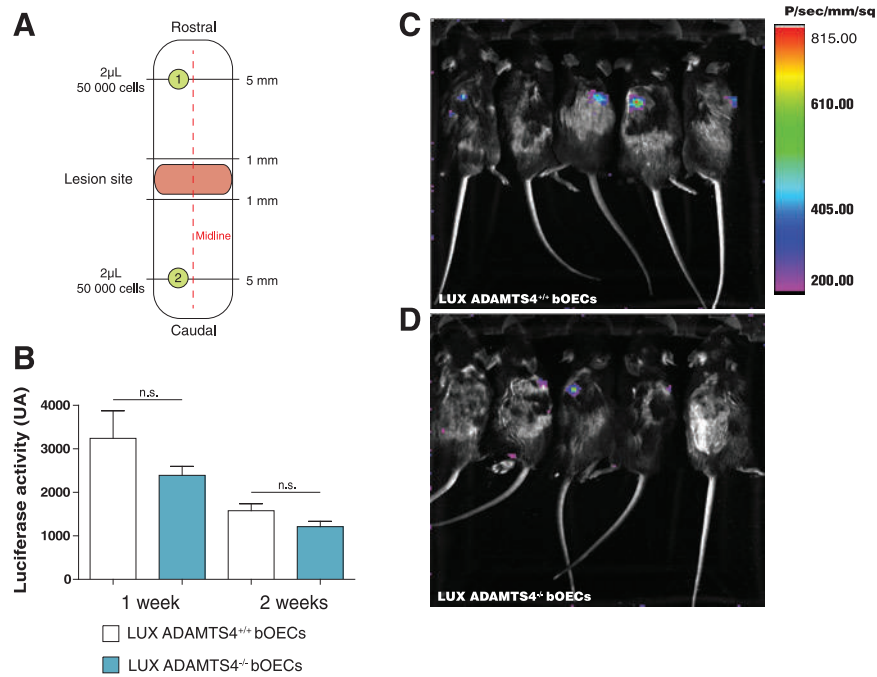 A
Rostral
2µL
50 000 cells
1
5 mm
1 mm
Lesion site
1 mm
Midline
2µL
50 000 cells
2
5 mm
Caudal
B
Luciferase activity (UA)
4000
3000
2000
1000
0
n.s.
n.s.
1 week
2 weeks
LUX ADAMTS4+/+ bOECs
LUX ADAMTS4-/- bOECs
C
LUX ADAMTS4+/+ bOECs
P/sec/mm/sq
815.00
610.00
405.00
200.00
D
LUX ADAMTS4-/- bOECs